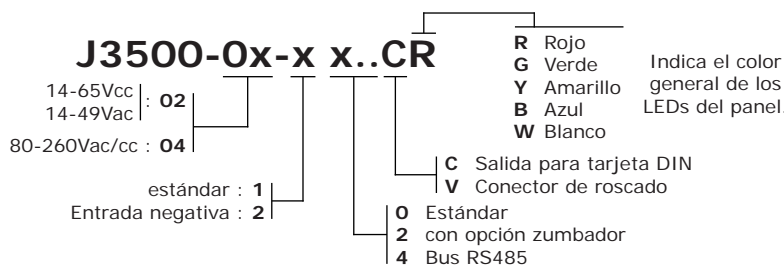 J3500-0x-x x..CR
14-65Vcc
14-49Vac
: 02
80-260Vac/cc : 04
estándar : 1
Entrada negativa : 2
R Rojo
G Verde
Y Amarillo
B Azul
W Blanco
Indica el color
general de los
LEDs del panel.
C Salida para tarjeta DIN
V Conector de roscado
0 Estándar
2 con opción zumbador
4 Bus RS485